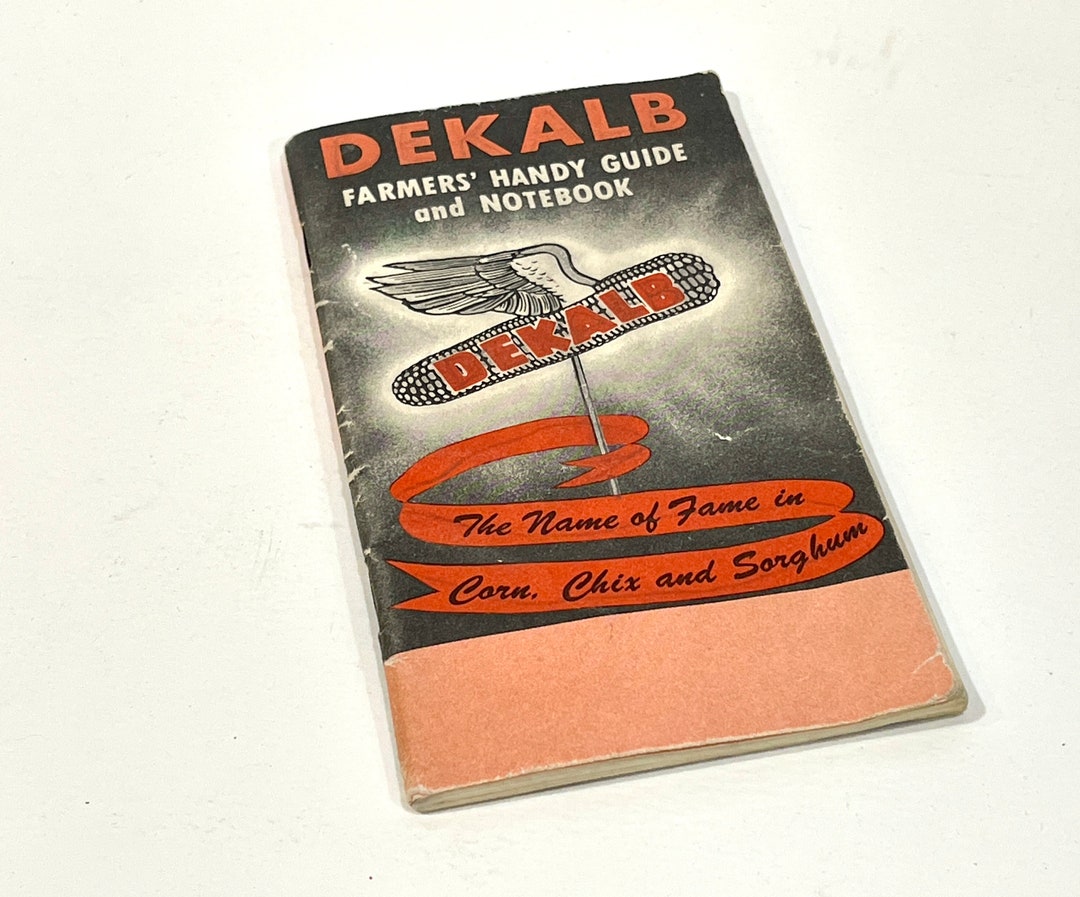 DEKALB
FARMERS' HANDY GUIDE
and NOTEBOOK
DEKALB
The Name of Fame in
Corn, Chix and Sorghum